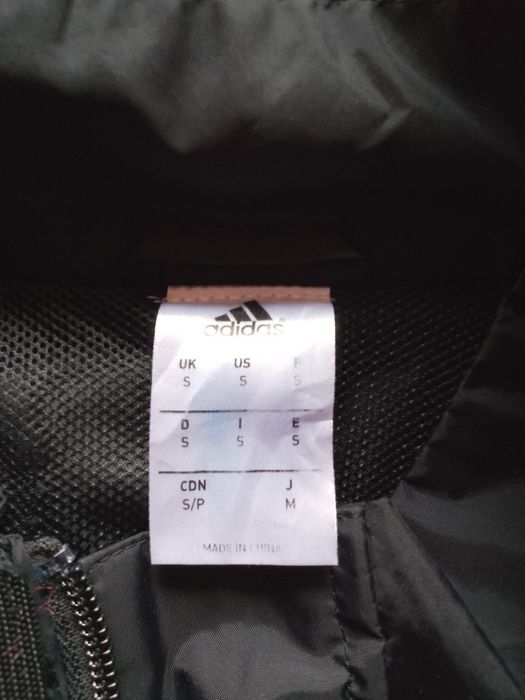 adidas
UK US F
S S S
D I E
S S S
CDN J
S/P M
MADE IN CHINA